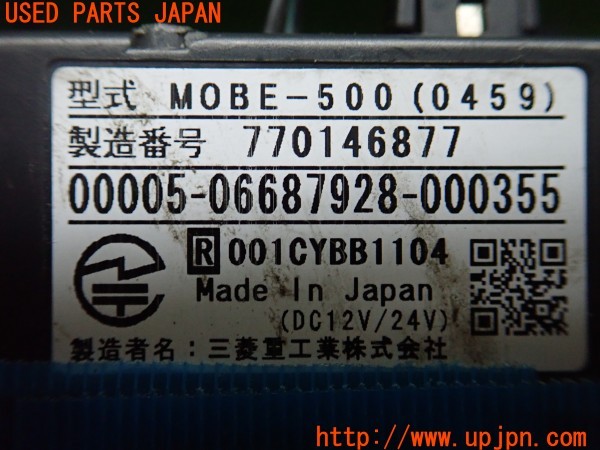 USED PARTS JAPAN
型式 MOBE-500(0459)
製造番号 770146877
00005-06687928-000355
R 001CYBB1104
Made In Japan
(DC12V/24V)
製造者名:三菱重工業株式会社
http://www.upjpn.com/